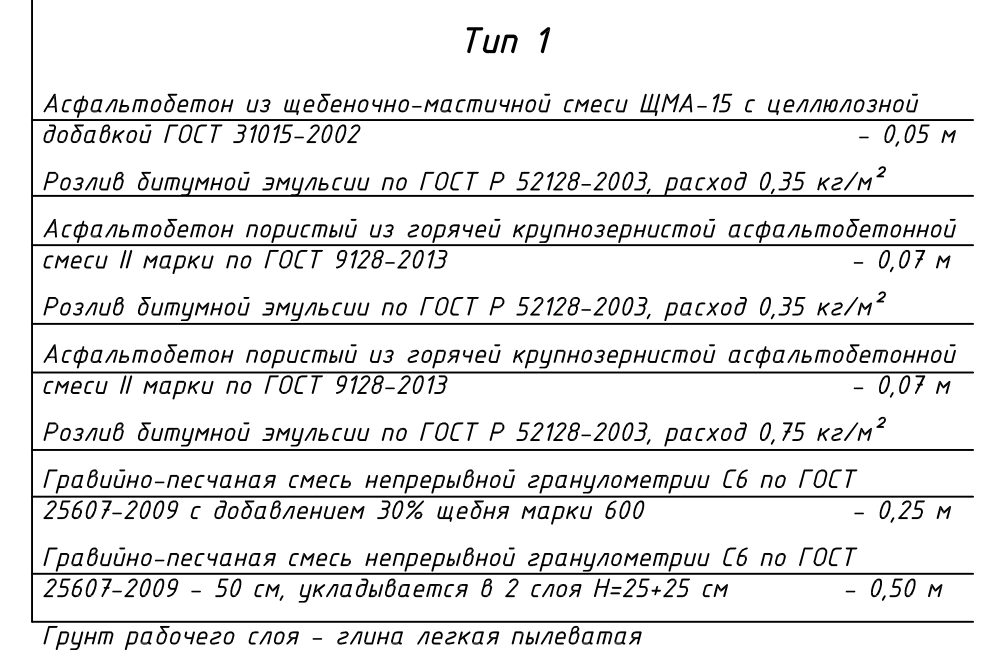 Тип 1
Асфальтобетон из щебеночно-мастичной смеси ЩМА-15 с целлюлозной
добавкой ГОСТ 31015-2002 - 0,05 м
Розлив битумной эмульсии по ГОСТ Р 52128-2003, расход 0,35 кг/м²
Асфальтобетон пористый из горячей крупнозернистой асфальтобетонной
смеси II марки по ГОСТ 9128-2013 - 0,07 м
Розлив битумной эмульсии по ГОСТ Р 52128-2003, расход 0,35 кг/м²
Асфальтобетон пористый из горячей крупнозернистой асфальтобетонной
смеси II марки по ГОСТ 9128-2013 - 0,07 м
Розлив битумной эмульсии по ГОСТ Р 52128-2003, расход 0,75 кг/м²
Гравийно-песчаная смесь непрерывной гранулометрии С6 по ГОСТ
25607-2009 с добавлением 30% щебня марки 600 - 0,25 м
Гравийно-песчаная смесь непрерывной гранулометрии С6 по ГОСТ
25607-2009 - 50 см, укладывается в 2 слоя Н=25+25 см - 0,50 м
Грунт рабочего слоя - глина легкая пылеватая